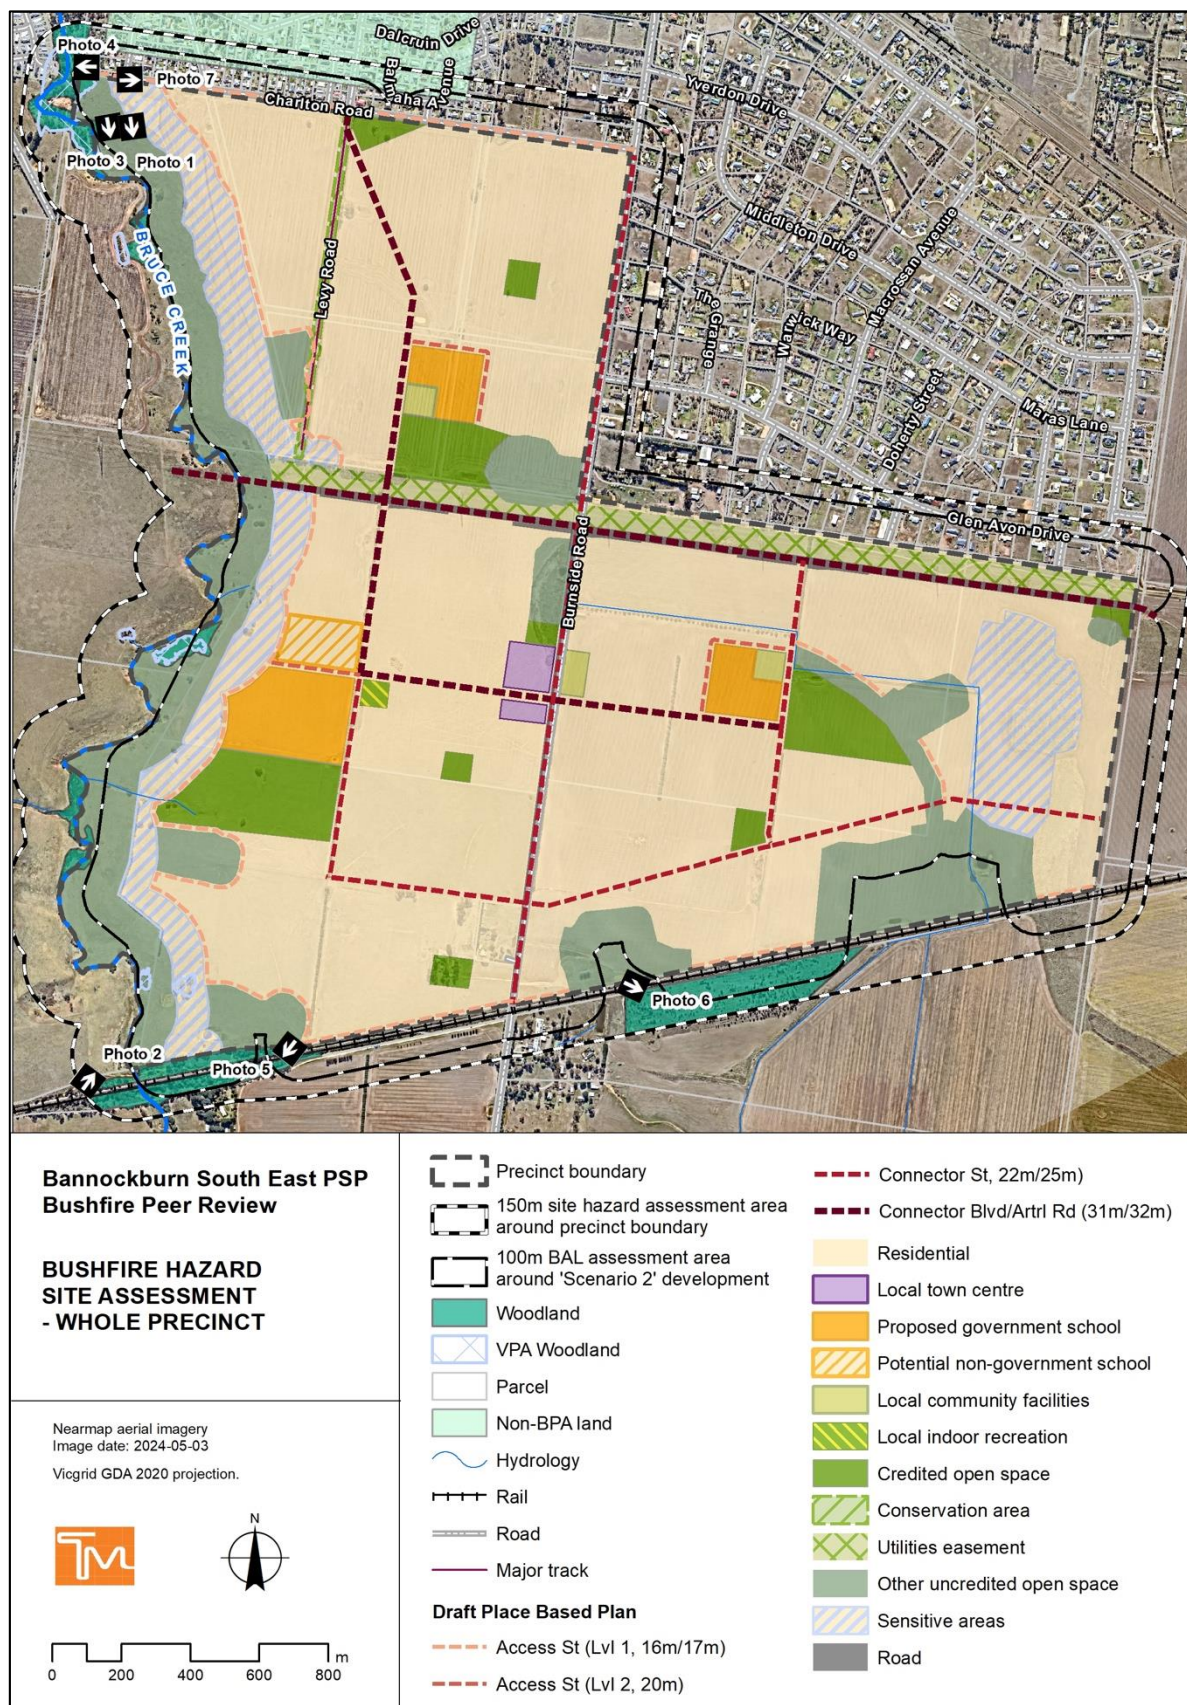 Dalcruin Drive
Photo 4
Photo 7
Charlton Road
Yverdon Drive
Photo 3
Photo 1
BRUCE CREEK
Levy Road
Middleton Drive
Macrossan Avenue
The Grange
Warwick Way
Doherty Street
Maras Lane
Glen Avon Drive
Burnside Road
Photo 6
Photo 2
Photo 5
Bannockburn South East PSP
Bushfire Peer Review
BUSHFIRE HAZARD
SITE ASSESSMENT
- WHOLE PRECINCT
Nearmap aerial imagery
Image date: 2024-05-03
Vicgrid GDA 2020 projection.
TM
N
m
0 200 400 600 800
Precinct boundary
150m site hazard assessment area
around precinct boundary
100m BAL assessment area
around 'Scenario 2' development
Woodland
VPA Woodland
Parcel
Non-BPA land
Hydrology
Rail
Road
Major track
Draft Place Based Plan
Access St (Lvl 1, 16m/17m)
Access St (Lvl 2, 20m)
Connector St, 22m/25m)
Connector Blvd/Artrl Rd (31m/32m)
Residential
Local town centre
Proposed government school
Potential non-government school
Local community facilities
Local indoor recreation
Credited open space
Conservation area
Utilities easement
Other uncredited open space
Sensitive areas
Road